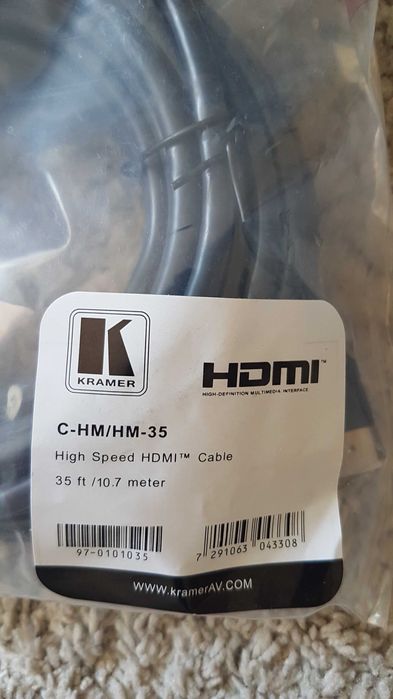 K
KRAMER
HDMI™
HIGH-DEFINITION MULTIMEDIA INTERFACE
C-HM/HM-35
High Speed HDMI™ Cable
35 ft /10.7 meter
97-0101035
7 291063 043308
www.kramerAV.COM